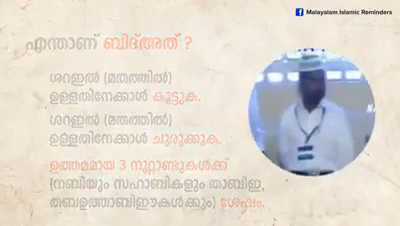 Malayalam Islamic Reminders
എന്താണ് ബിദ്അത് ?
ശറഇൽ (മതത്തിൽ)
ഉള്ളതിനേക്കാൾ കൂട്ടുക.
ശറഇൽ (മതത്തിൽ)
ഉള്ളതിനേക്കാൾ ചുരുക്കുക.
ഉത്തമമായ 3 നൂറ്റാണ്ടുകൾക്ക്
(നബിയും സഹാബികളും താബിഇ,
തബഉത്താബിഈകൾക്കും) ശേഷം.